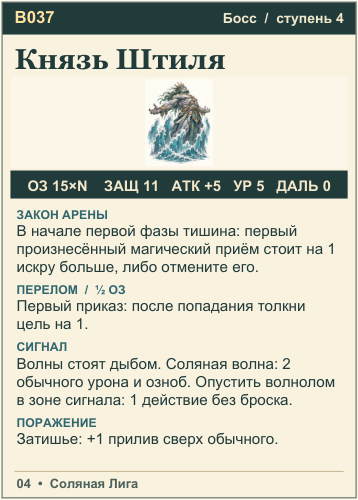 B037
Босс / ступень 4
Князь Штиля
ОЗ 15×N ЗАЩ 11 АТК +5 УР 5 ДАЛЬ 0
ЗАКОН АРЕНЫ
В начале первой фазы тишина: первый
произнесённый магический приём стоит на 1
искру больше, либо отмените его.
ПЕРЕЛОМ / ½ ОЗ
Первый приказ: после попадания толкни
цель на 1.
СИГНАЛ
Волны стоят дыбом. Соляная волна: 2
обычного урона и озноб. Опустить волнолом
в зоне сигнала: 1 действие без броска.
ПОРАЖЕНИЕ
Затишье: +1 прилив сверх обычного.
04 • Соляная Лига